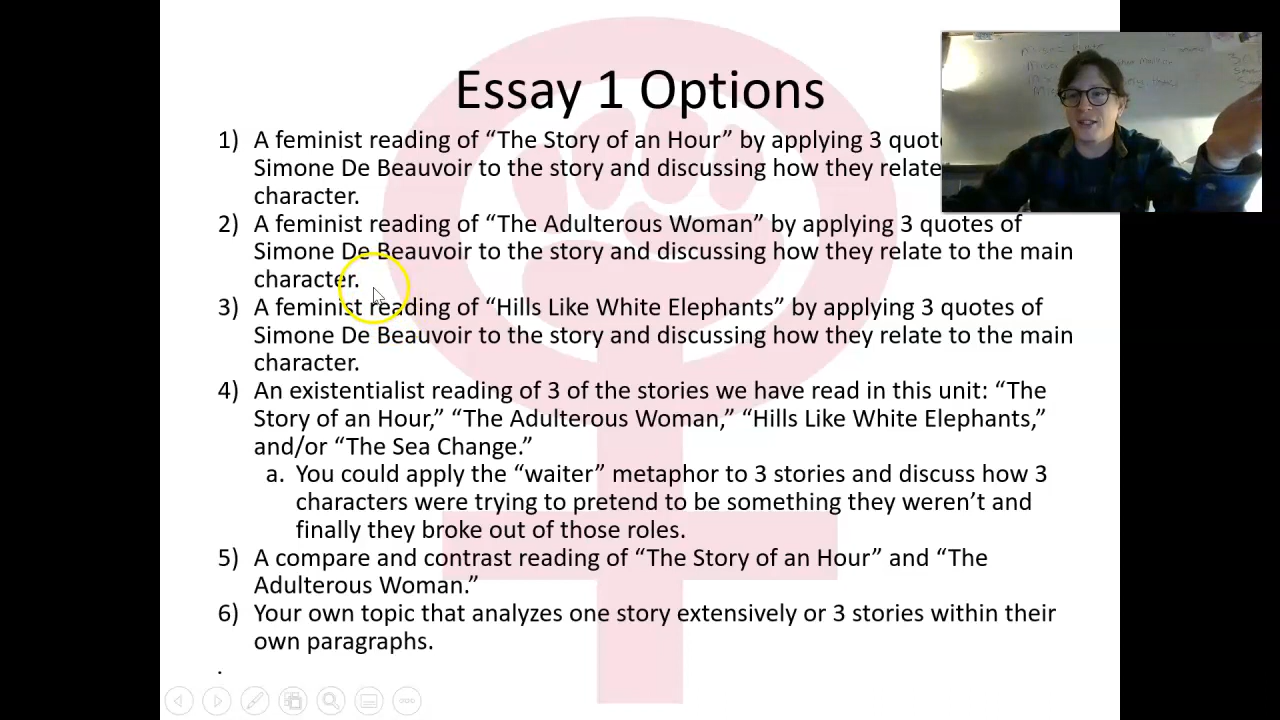 Essay 1 Options
1) A feminist reading of “The Story of an Hour” by applying 3
Simone De Beauvoir to the story and discussing how they relate
character.
2) A feminist reading of “The Adulterous Woman” by applying 3 quotes of
Simone De Beauvoir to the story and discussing how they relate to the main
character.
3) A feminist reading of “Hills Like White Elephants” by applying 3 quotes of
Simone De Beauvoir to the story and discussing how they relate to the main
character.
4) An existentialist reading of 3 of the stories we have read in this unit: “The
Story of an Hour,” “The Adulterous Woman,” “Hills Like White Elephants,”
and/or “The Sea Change.”
a. You could apply the “waiter” metaphor to 3 stories and discuss how 3
characters were trying to pretend to be something they weren’t and
finally they broke out of those roles.
5) A compare and contrast reading of “The Story of an Hour” and “The
Adulterous Woman.”
6) Your own topic that analyzes one story extensively or 3 stories within their
own paragraphs.
.